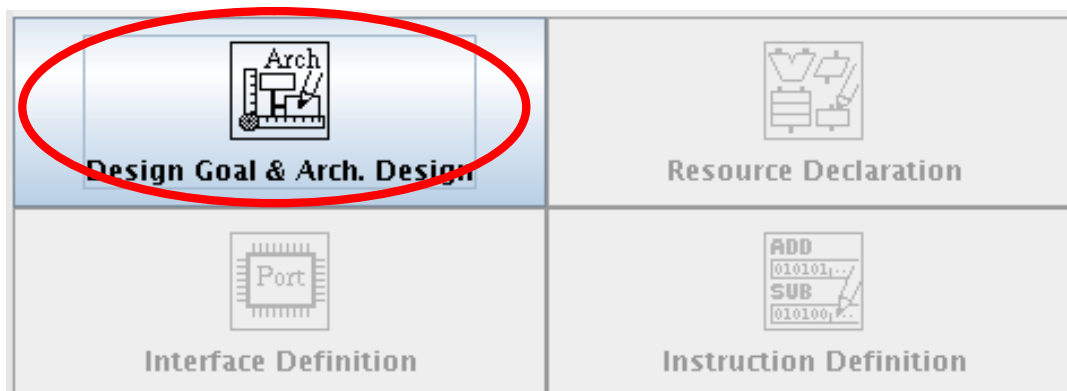 Arch
Design Goal & Arch. Design
Resource Declaration
Port
Interface Definition
ADD
010101...
SUB
010100...
Instruction Definition